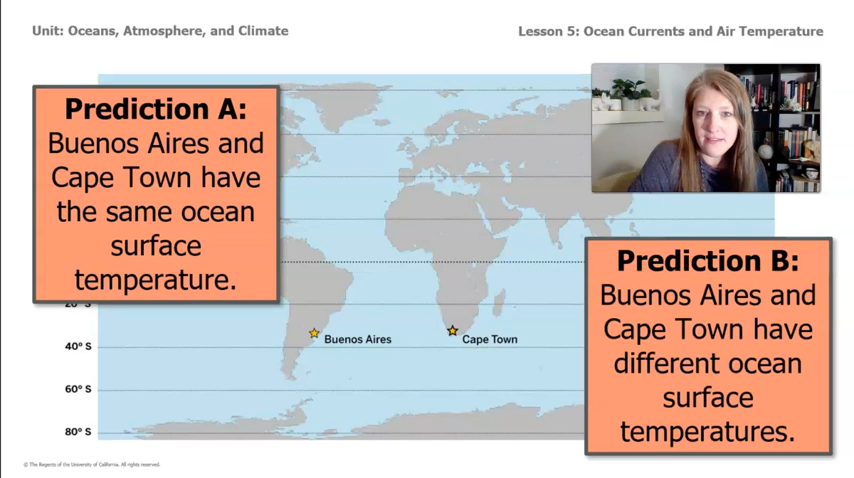 Unit: Oceans, Atmosphere, and Climate
Lesson 5: Ocean Currents and Air Temperature
Prediction A:
Buenos Aires and
Cape Town have
the same ocean
surface
temperature.
Prediction B:
Buenos Aires and
Cape Town have
different ocean
surface
temperatures.
20° S
Buenos Aires
Cape Town
40° S
60° S
80° S
© The Regents of the University of California. All rights reserved.